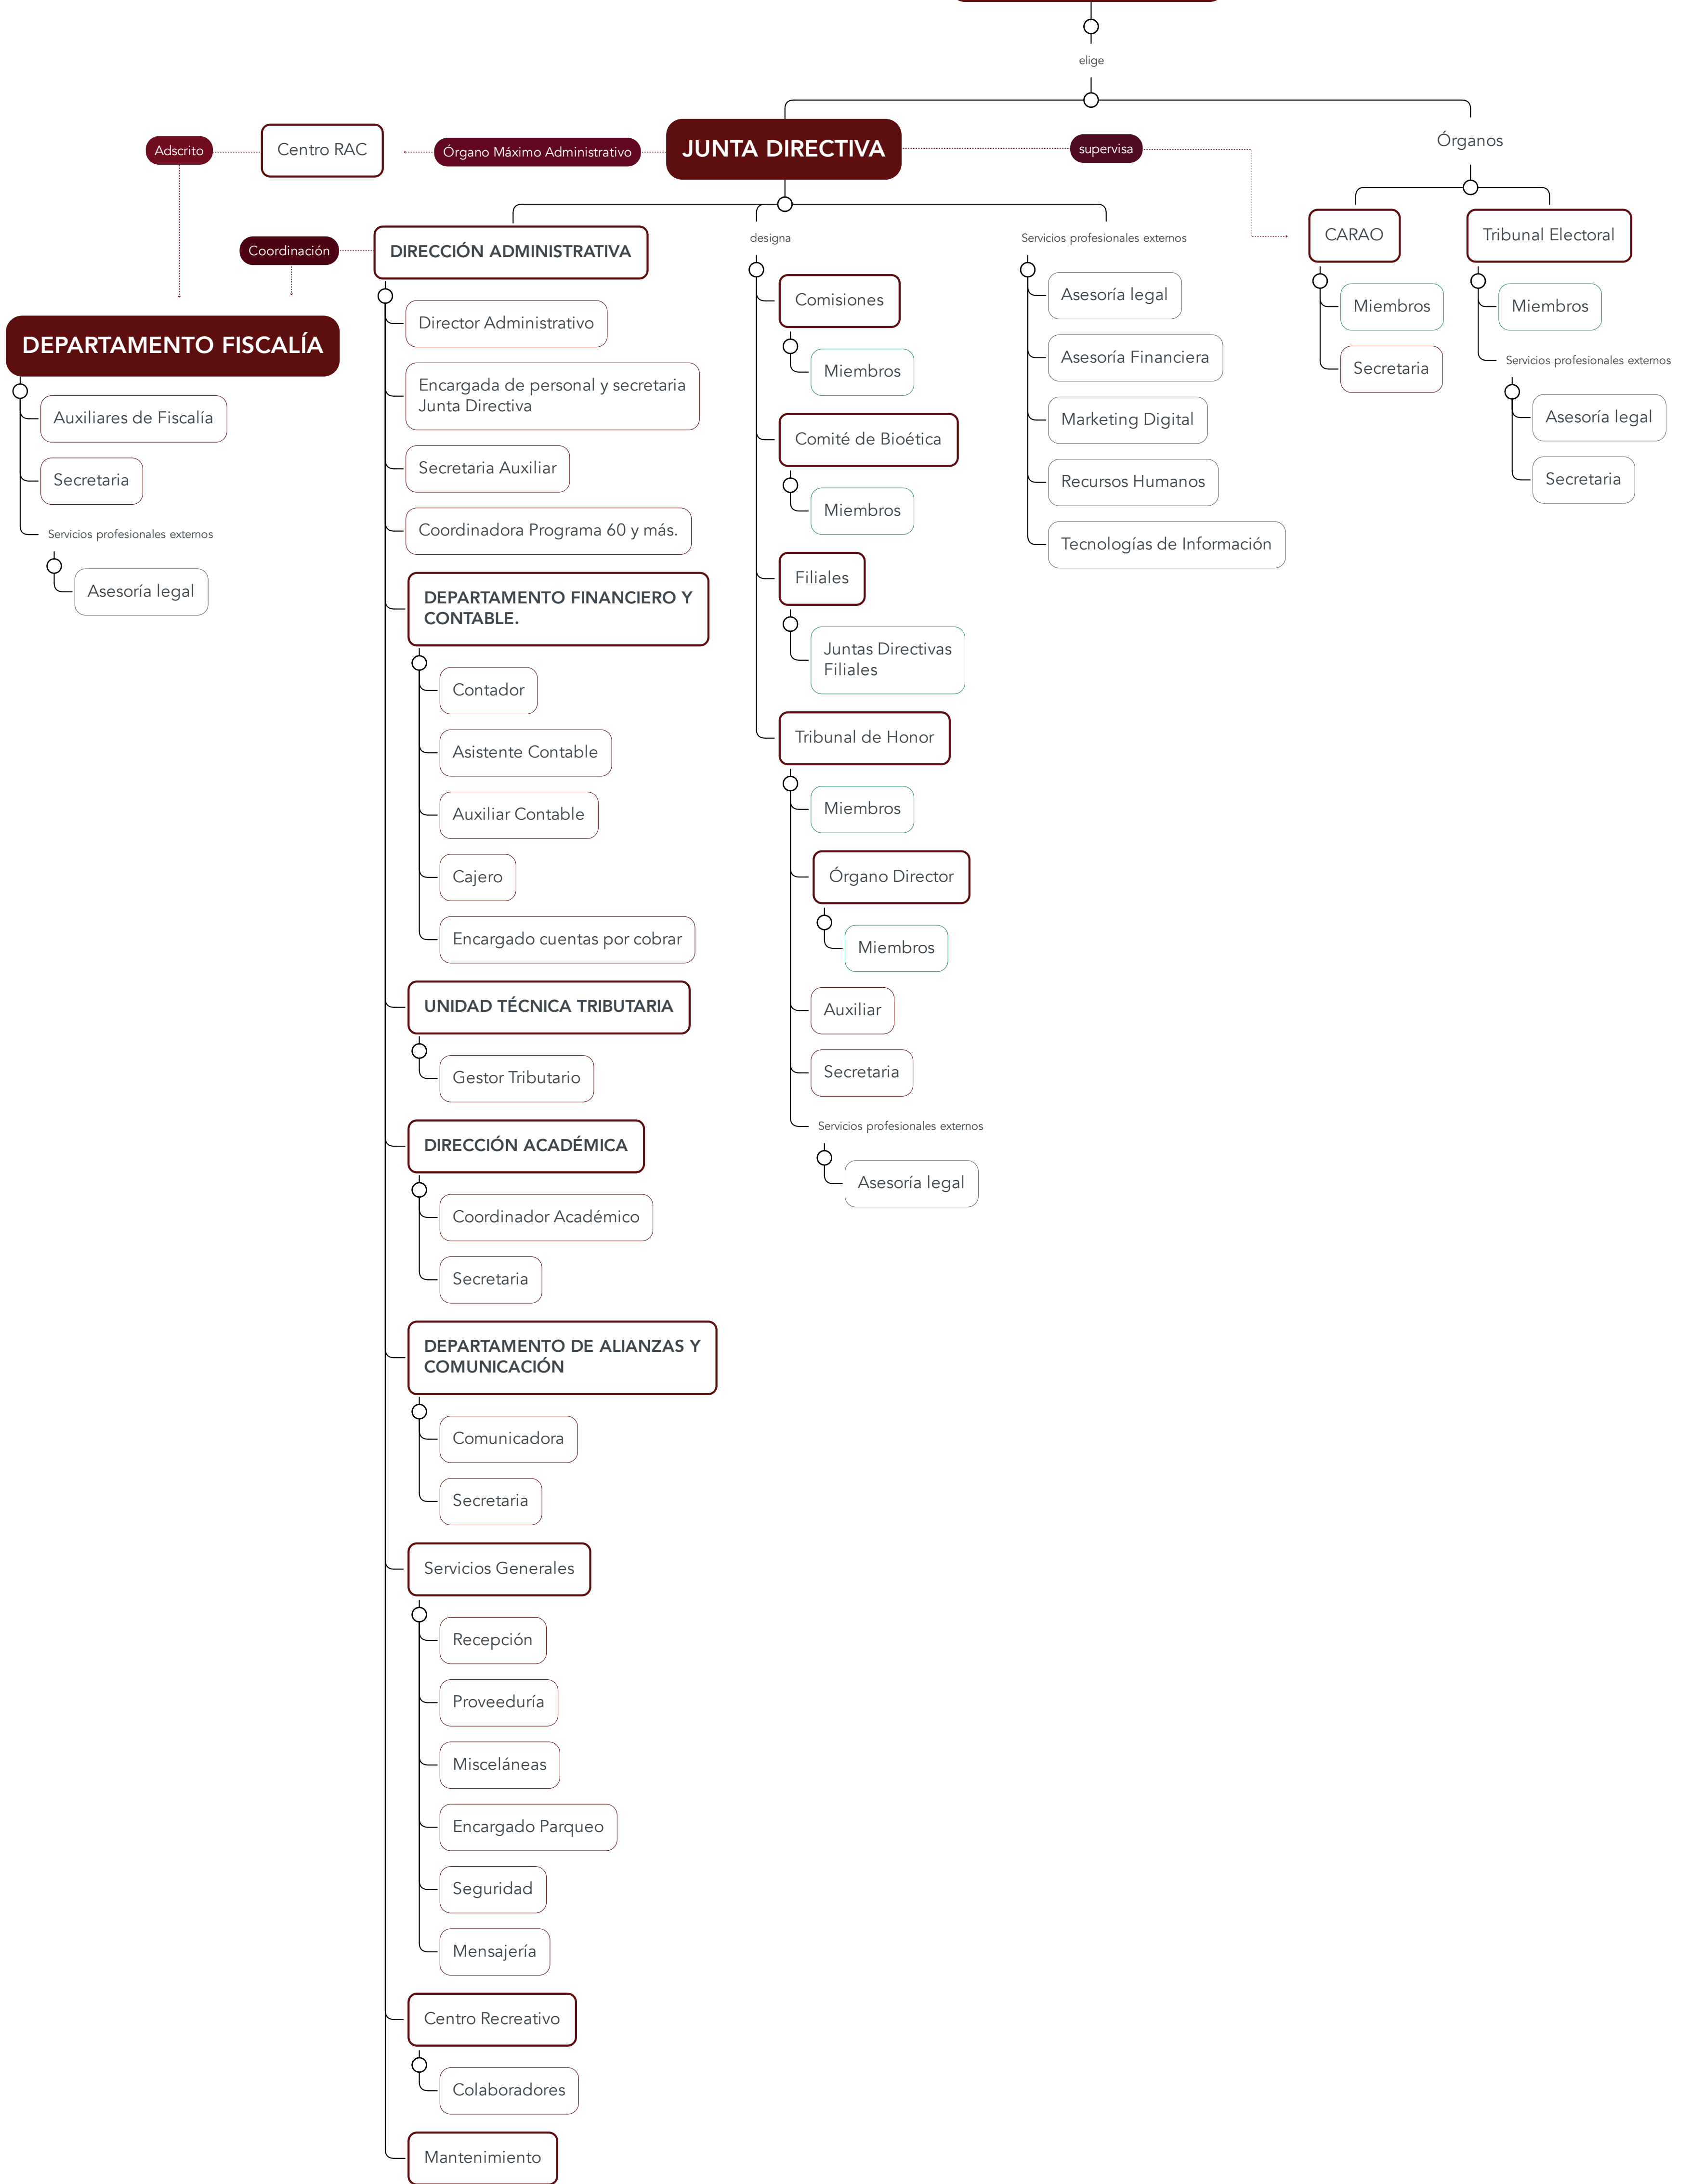 elige
JUNTA DIRECTIVA
Órgano Máximo Administrativo
Centro RAC
Adscrito
supervisa
Órganos
Coordinación
DEPARTAMENTO FISCALÍA
Auxiliares de Fiscalía
Secretaria
Servicios profesionales externos
Asesoría legal
DIRECCIÓN ADMINISTRATIVA
Director Administrativo
Encargada de personal y secretaria
Junta Directiva
Secretaria Auxiliar
Coordinadora Programa 60 y más.
DEPARTAMENTO FINANCIERO Y
CONTABLE.
Contador
Asistente Contable
Auxiliar Contable
Cajero
Encargado cuentas por cobrar
UNIDAD TÉCNICA TRIBUTARIA
Gestor Tributario
DIRECCIÓN ACADÉMICA
Coordinador Académico
Secretaria
DEPARTAMENTO DE ALIANZAS Y
COMUNICACIÓN
Comunicadora
Secretaria
Servicios Generales
Recepción
Proveeduría
Misceláneas
Encargado Parqueo
Seguridad
Mensajería
Centro Recreativo
Colaboradores
Mantenimiento
designa
Comisiones
Miembros
Comité de Bioética
Miembros
Filiales
Juntas Directivas
Filiales
Tribunal de Honor
Miembros
Órgano Director
Miembros
Auxiliar
Secretaria
Servicios profesionales externos
Asesoría legal
Servicios profesionales externos
Asesoría legal
Asesoría Financiera
Marketing Digital
Recursos Humanos
Tecnologías de Información
CARAO
Miembros
Secretaria
Tribunal Electoral
Miembros
Servicios profesionales externos
Asesoría legal
Secretaria